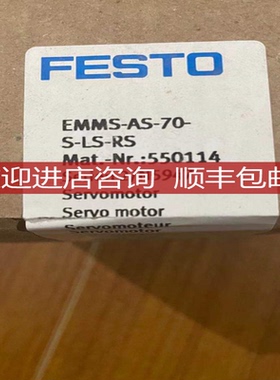 FESTO
EMMS-AS-70-
S-LS-RS
Mat.-Nr.:550114
迎进店咨询 顺丰包邮
Servomotor
Servo motor
Servomoteur
Servomotor